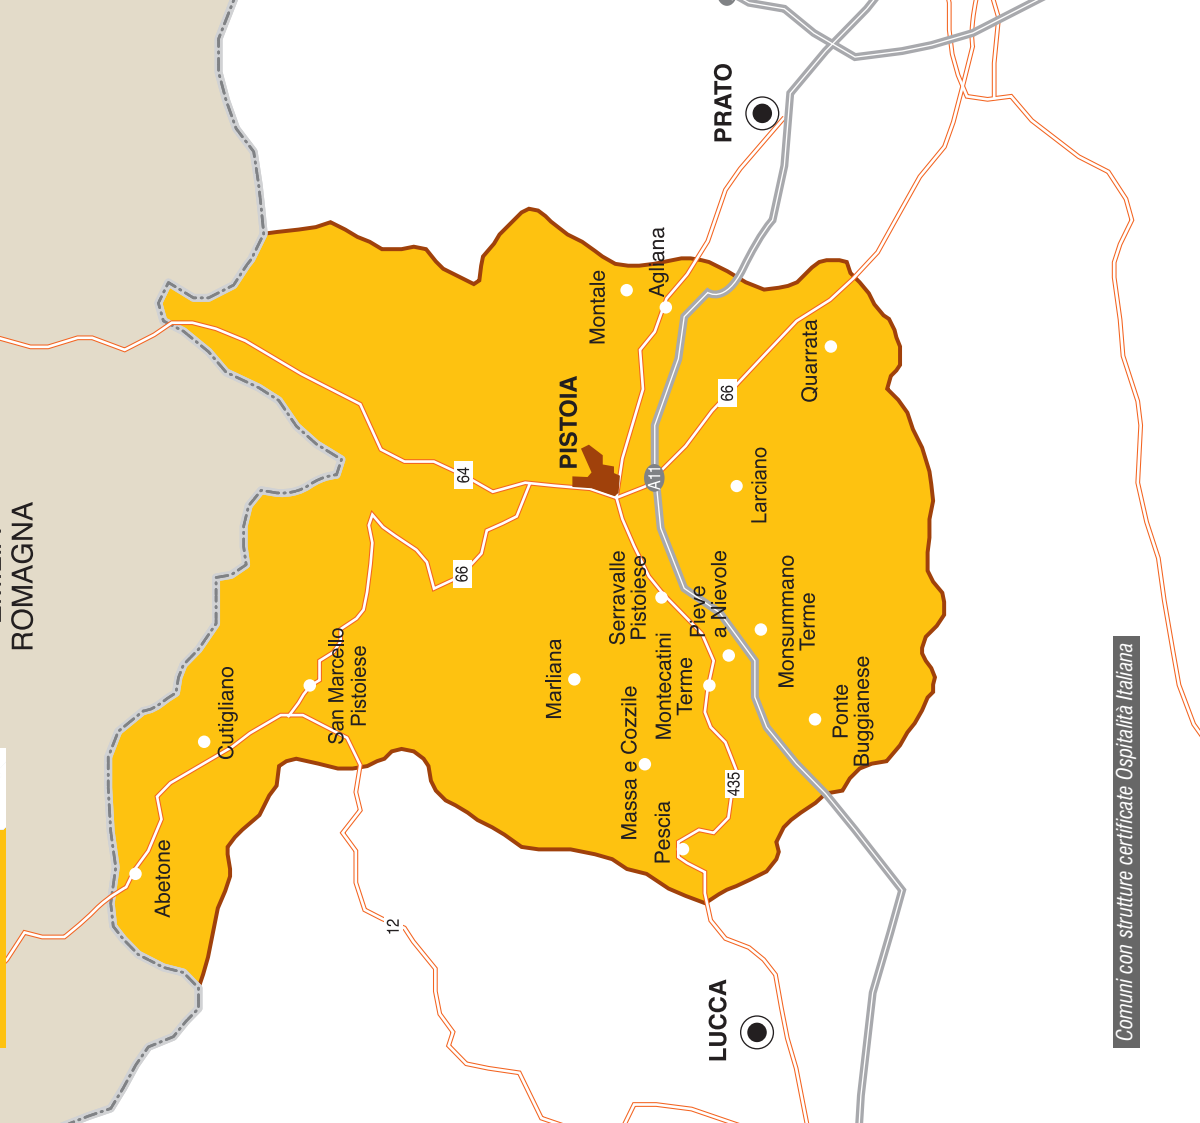 ROMAGNA
Abetone
Cutigliano
San Marcello
Pistoiese
12
66
64
PISTOIA
Montale
Agliana
PRATO
Marliana
Serravalle
Pistoiese
A11
66
Quarrata
Larciano
Pieve
a Nievole
Montecatini
Terme
Monsummano
Terme
Massa e Cozzile
Pescia
435
Ponte
Buggianese
LUCCA
Comuni con strutture certificate Ospitalità Italiana